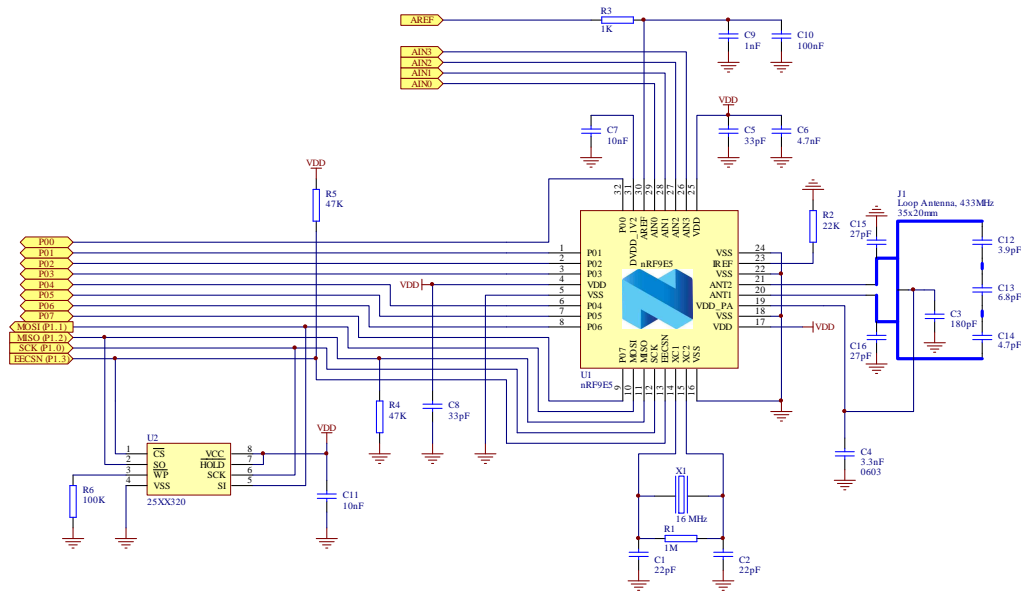 AREF
R3
1K
C9
1nF
C10
100nF
AIN3
AIN2
AIN1
AIN0
VDD
C7
10nF
C5
33pF
C6
4.7nF
VDD
R5
47K
32
31
30
29
28
27
26
25
P00
DVDD_1V2
AREF
AIN0
AIN1
AIN2
AIN3
VDD
R2
22K
J1
Loop Antenna, 433MHz
35x20mm
C15
27pF
C12
3.9pF
C13
6.8pF
C14
4.7pF
C3
180pF
C16
27pF
P00
P01
P02
P03
P04
P05
P06
P07
MOSI (P1.1)
MISO (P1.2)
SCK (P1.0)
EECSN (P1.3
VDD
1
2
3
4
5
6
7
8
P01
P02
P03
VDD
VSS
P04
P05
P06
nRF9E5
VSS
IREF
VSS
ANT2
ANT1
VDD_PA
VSS
VDD
24
23
22
21
20
19
18
17
VDD
P07
MOSI
MISO
SCK
EECSN
XC1
XC2
VSS
9
10
11
12
13
14
15
16
U1
nRF9E5
R4
47K
C8
33pF
C4
3.3nF
0603
U2
1
2
3
4
CS
SO
WP
VSS
VCC
HOLD
SCK
SI
8
7
6
5
25XX320
VDD
R6
100K
C11
10nF
X1
16 MHz
R1
1M
C1
22pF
C2
22pF